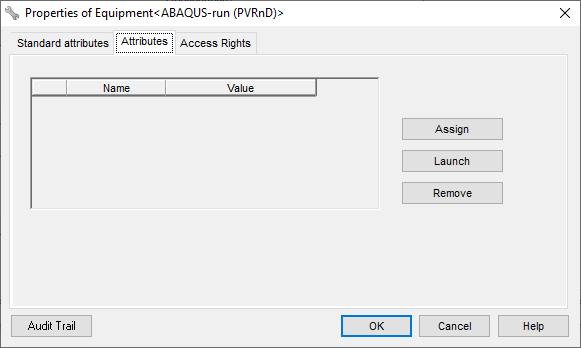 Properties of Equipment<ABAQUS-run (PVRnD)>
Standard attributes Attributes Access Rights
Name Value
Assign
Launch
Remove
Audit Trail OK Cancel Help